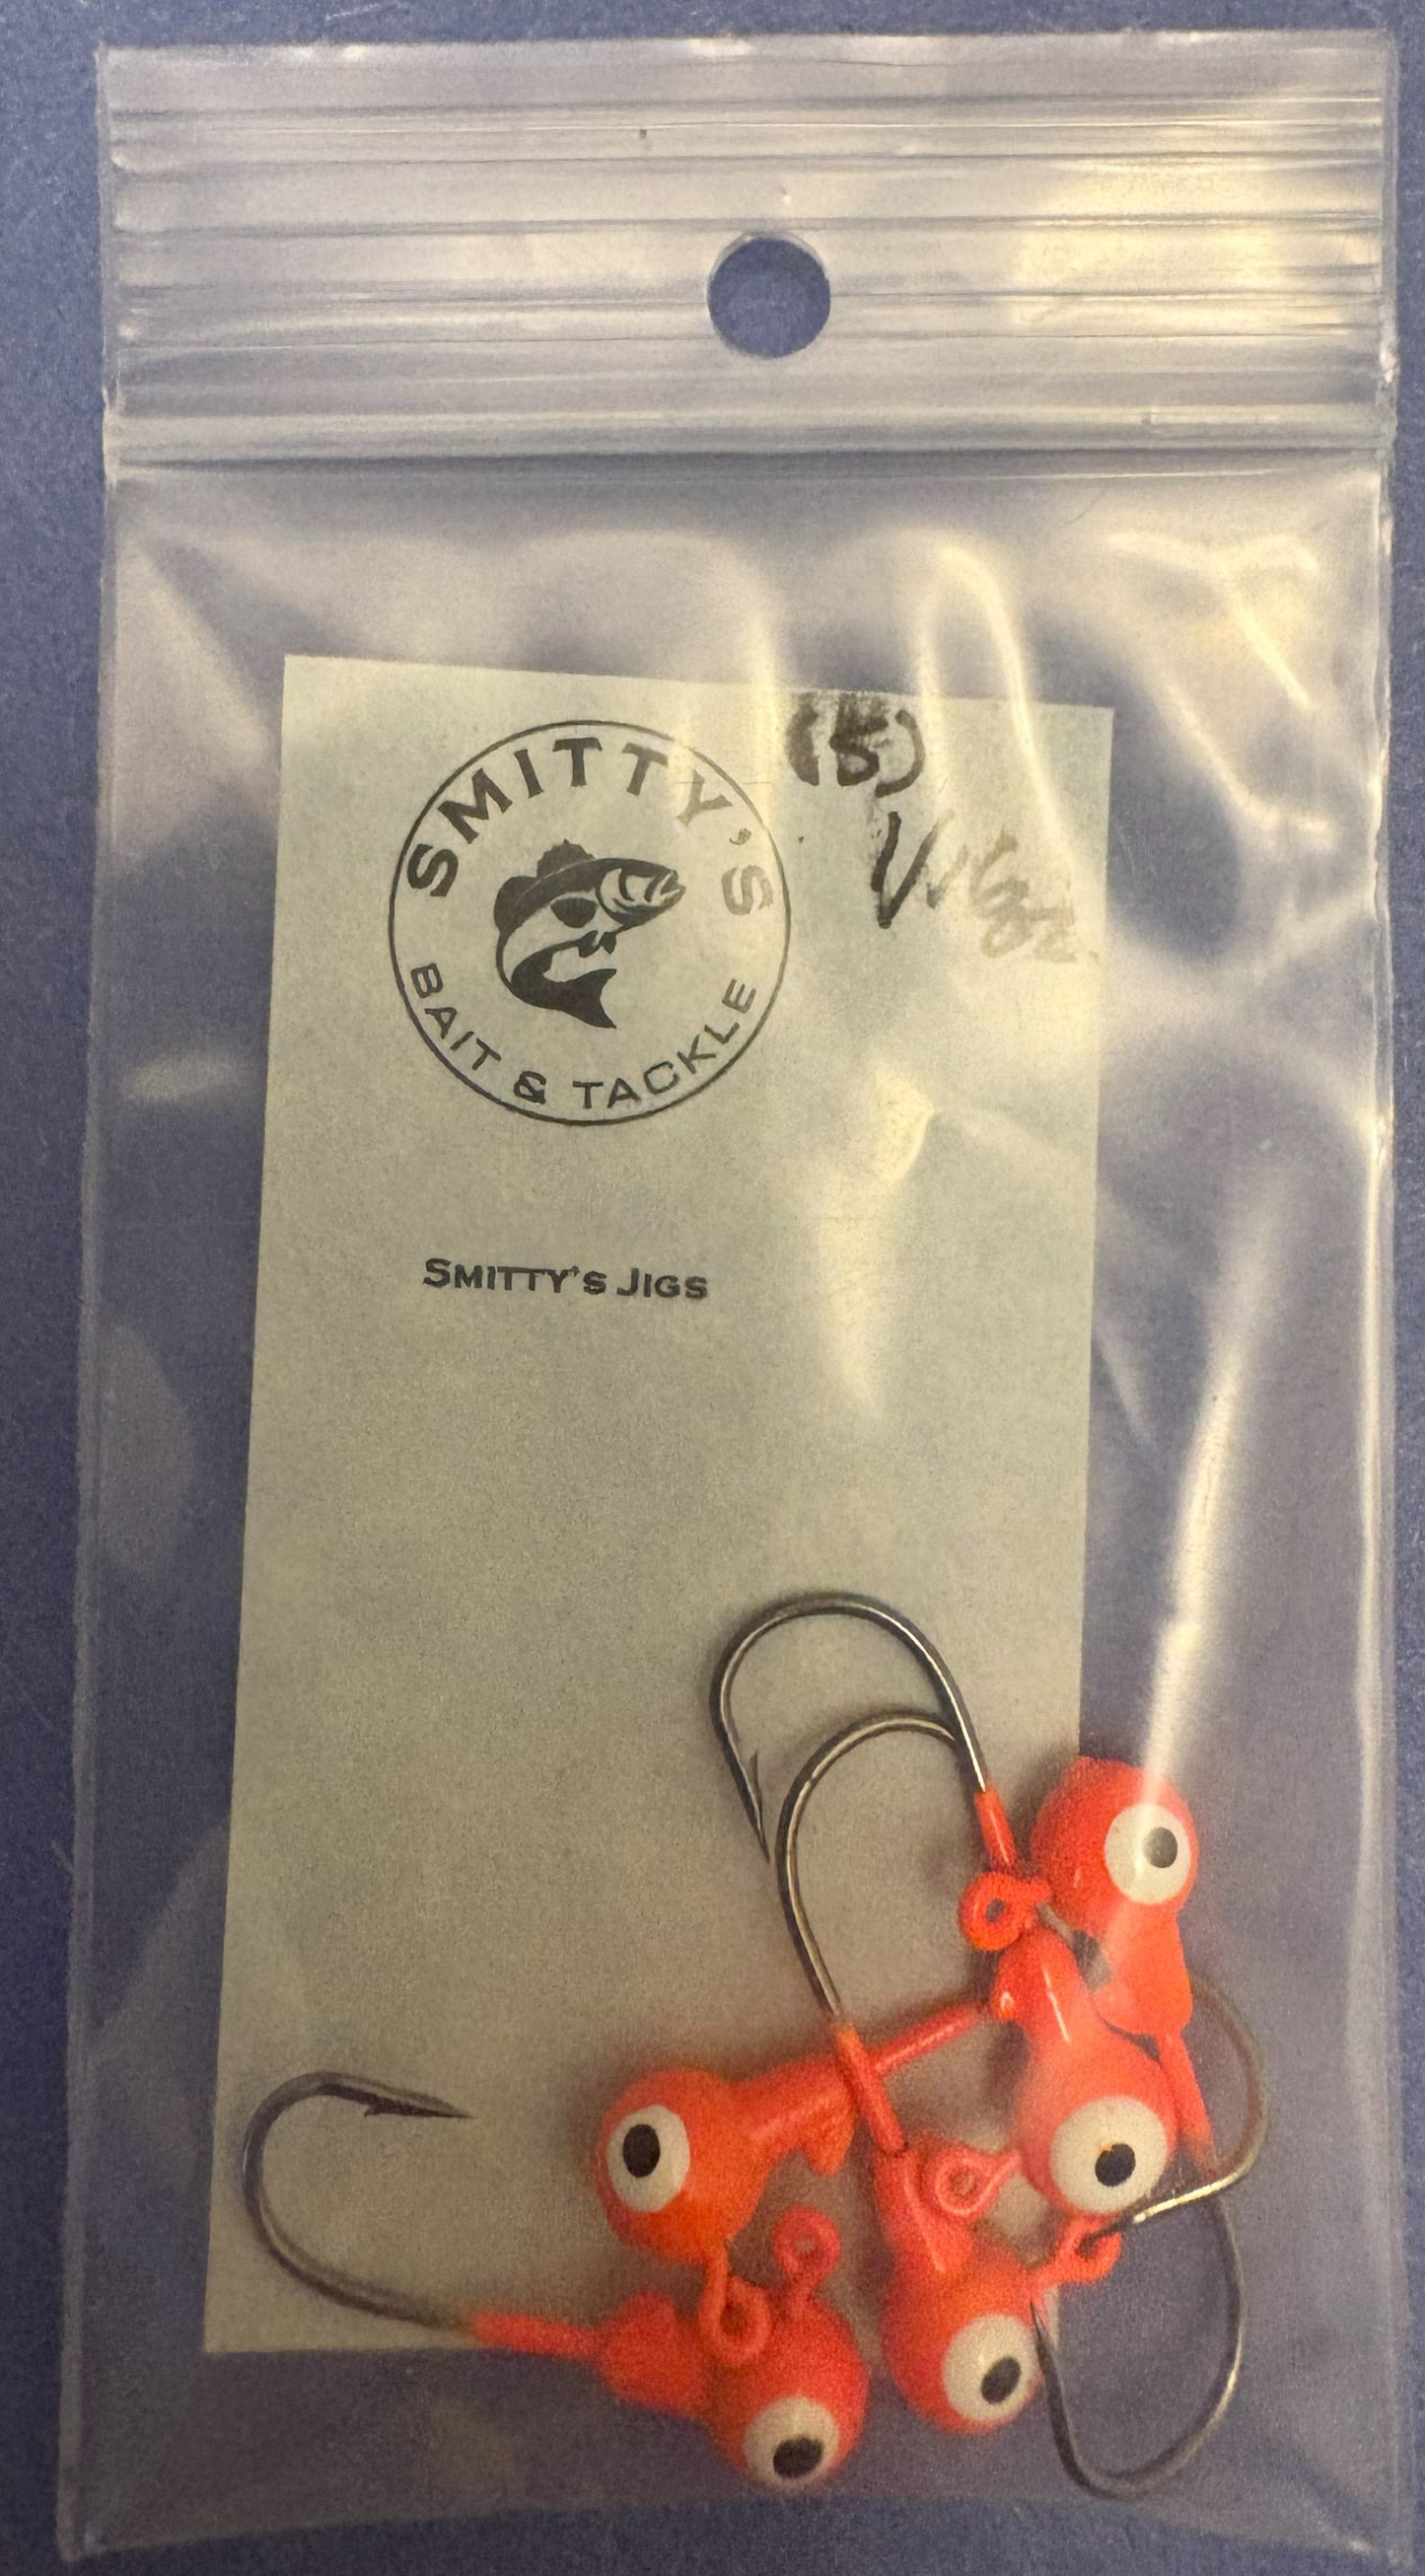 SMITTY'S
BAIT & TACKLE
(5)
SMITTY'S JIGS